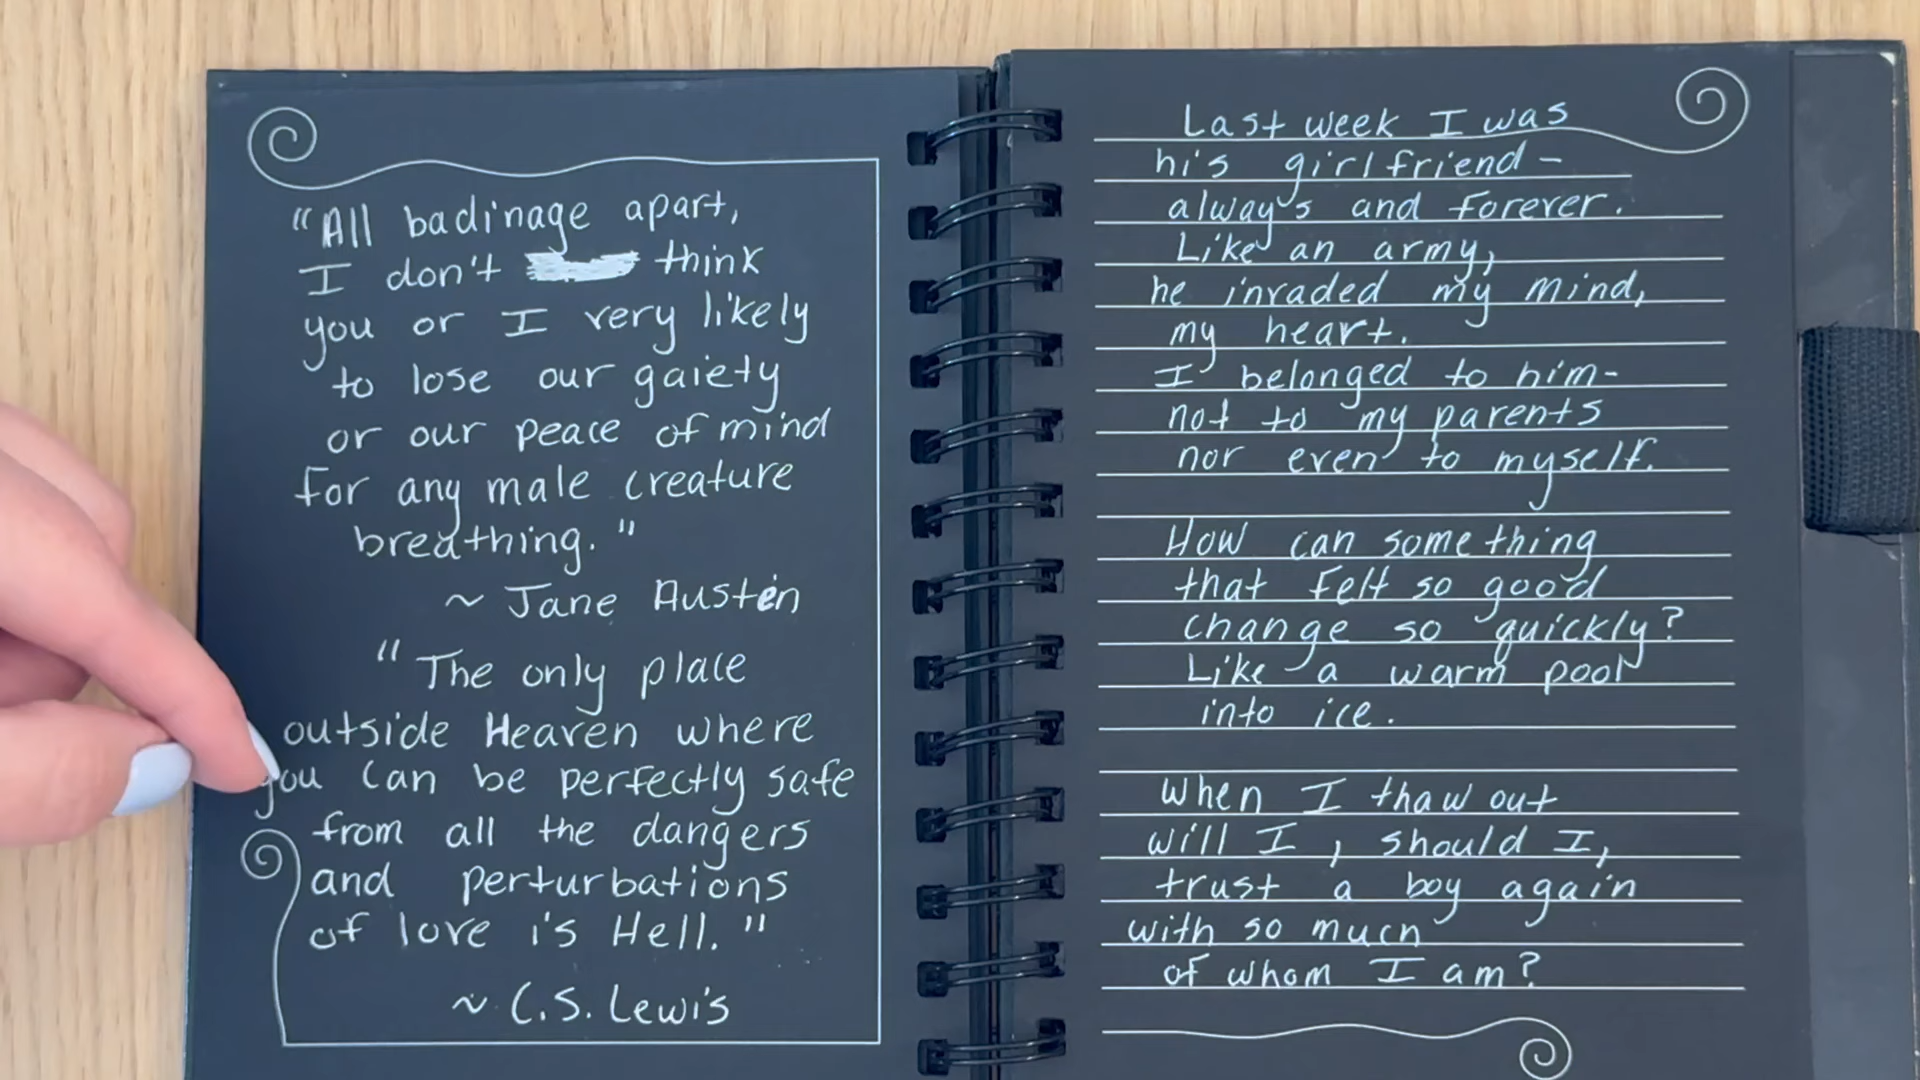 "All badinage apart,
I don't think
you or I very likely
to lose our gaiety
or our peace of mind
for any male creature
breathing."
~ Jane Austen
"The only place
outside Heaven where
you can be perfectly safe
from all the dangers
and perturbations
of love is Hell."
~ C.S. Lewis
Last week I was
his girlfriend -
always and forever.
Like an army,
he invaded my mind,
my heart.
I belonged to him-
not to my parents
nor even to myself.
How can something
that felt so good
change so quickly?
Like a warm pool
into ice.
When I thaw out
will I, should I,
trust a boy again
with so much
of whom I am?